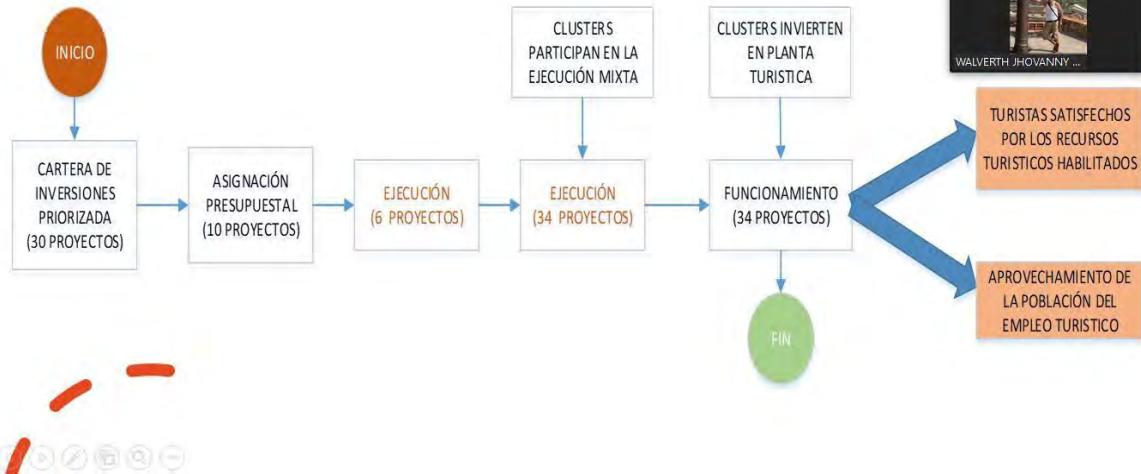 INICIO
CLUSTERS
PARTICIPAN EN LA
EJECUCIÓN MIXTA
CLUSTERS INVIERTEN
EN PLANTA
TURISTICA
WALVERTH JHOVANNY ...
CARTERA DE
INVERSIONES
PRIORIZADA
(30 PROYECTOS)
ASIGNACIÓN
PRESUPUESTAL
(10 PROYECTOS)
EJECUCIÓN
(6 PROYECTOS)
EJECUCIÓN
(34 PROYECTOS)
FUNCIONAMIENTO
(34 PROYECTOS)
TURISTAS SATISFECHOS
POR LOS RECURSOS
TURISTICOS HABILITADOS
APROVECHAMIENTO DE
LA POBLACIÓN DEL
EMPLEO TURISTICO
FIN